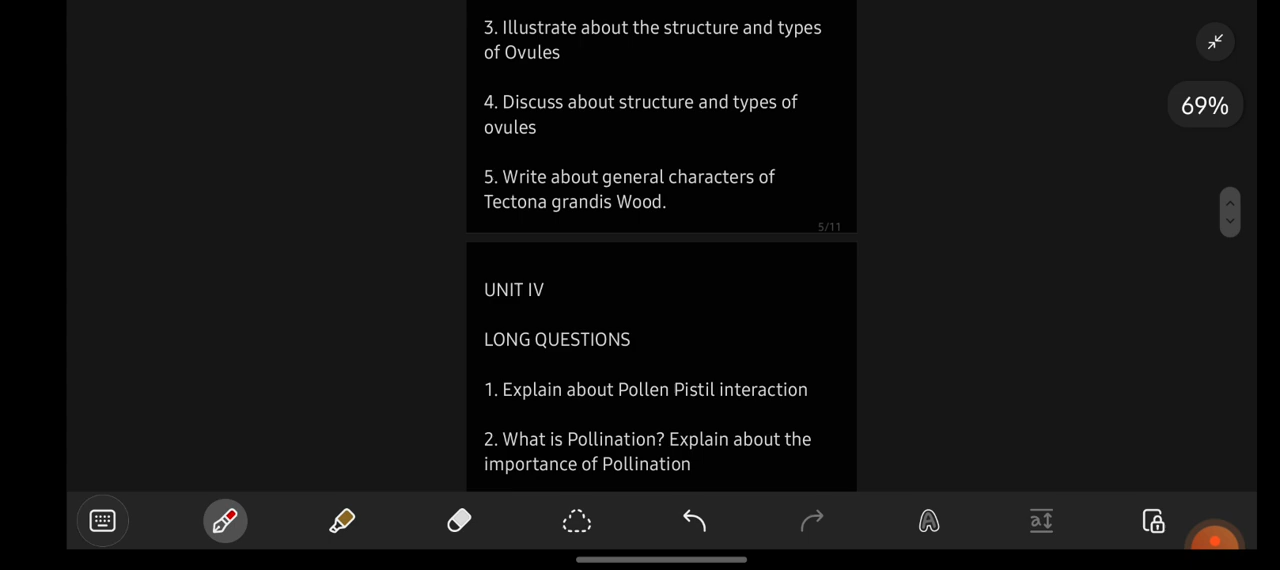 3. Illustrate about the structure and types
of Ovules
69%
4. Discuss about structure and types of
ovules
5. Write about general characters of
Tectona grandis Wood.
5/11
UNIT IV
LONG QUESTIONS
1. Explain about Pollen Pistil interaction
2. What is Pollination? Explain about the
importance of Pollination